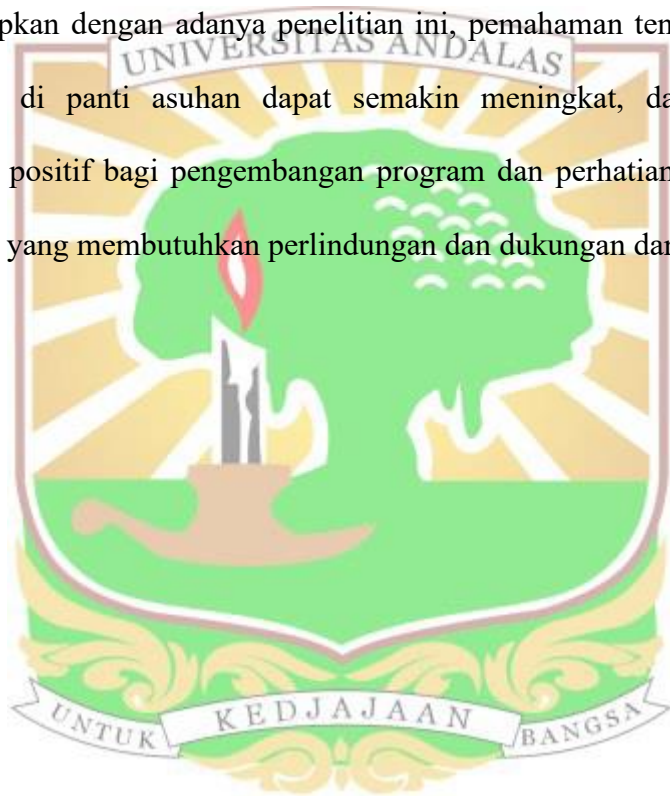 pkan dengan adanya penelitian ini, pemahaman ten
UNIVERSITAS ANDALAS
di panti asuhan dapat semakin meningkat, da
positif bagi pengembangan program dan perhatian
yang membutuhkan perlindungan dan dukungan dar
UNTUK KEDJAJAAN BANGSA